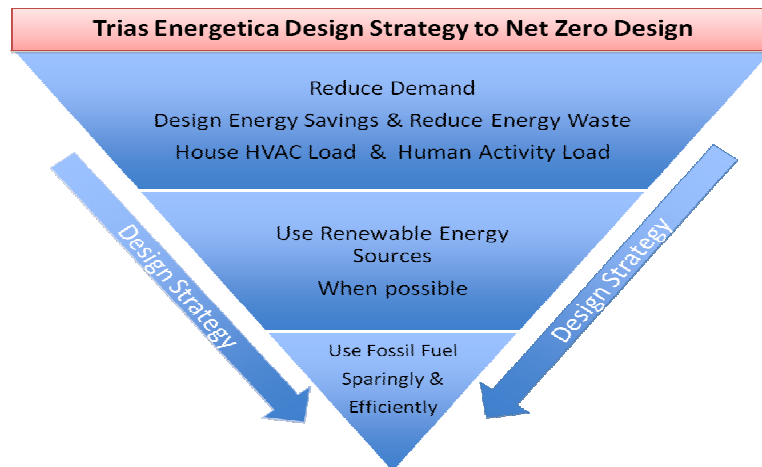 Trias Energetica Design Strategy to Net Zero Design
Reduce Demand
Design Energy Savings & Reduce Energy Waste
House HVAC Load & Human Activity Load
Use Renewable Energy
Sources
When possible
Use Fossil Fuel
Sparingly &
Efficiently
Design Strategy
Design Strategy